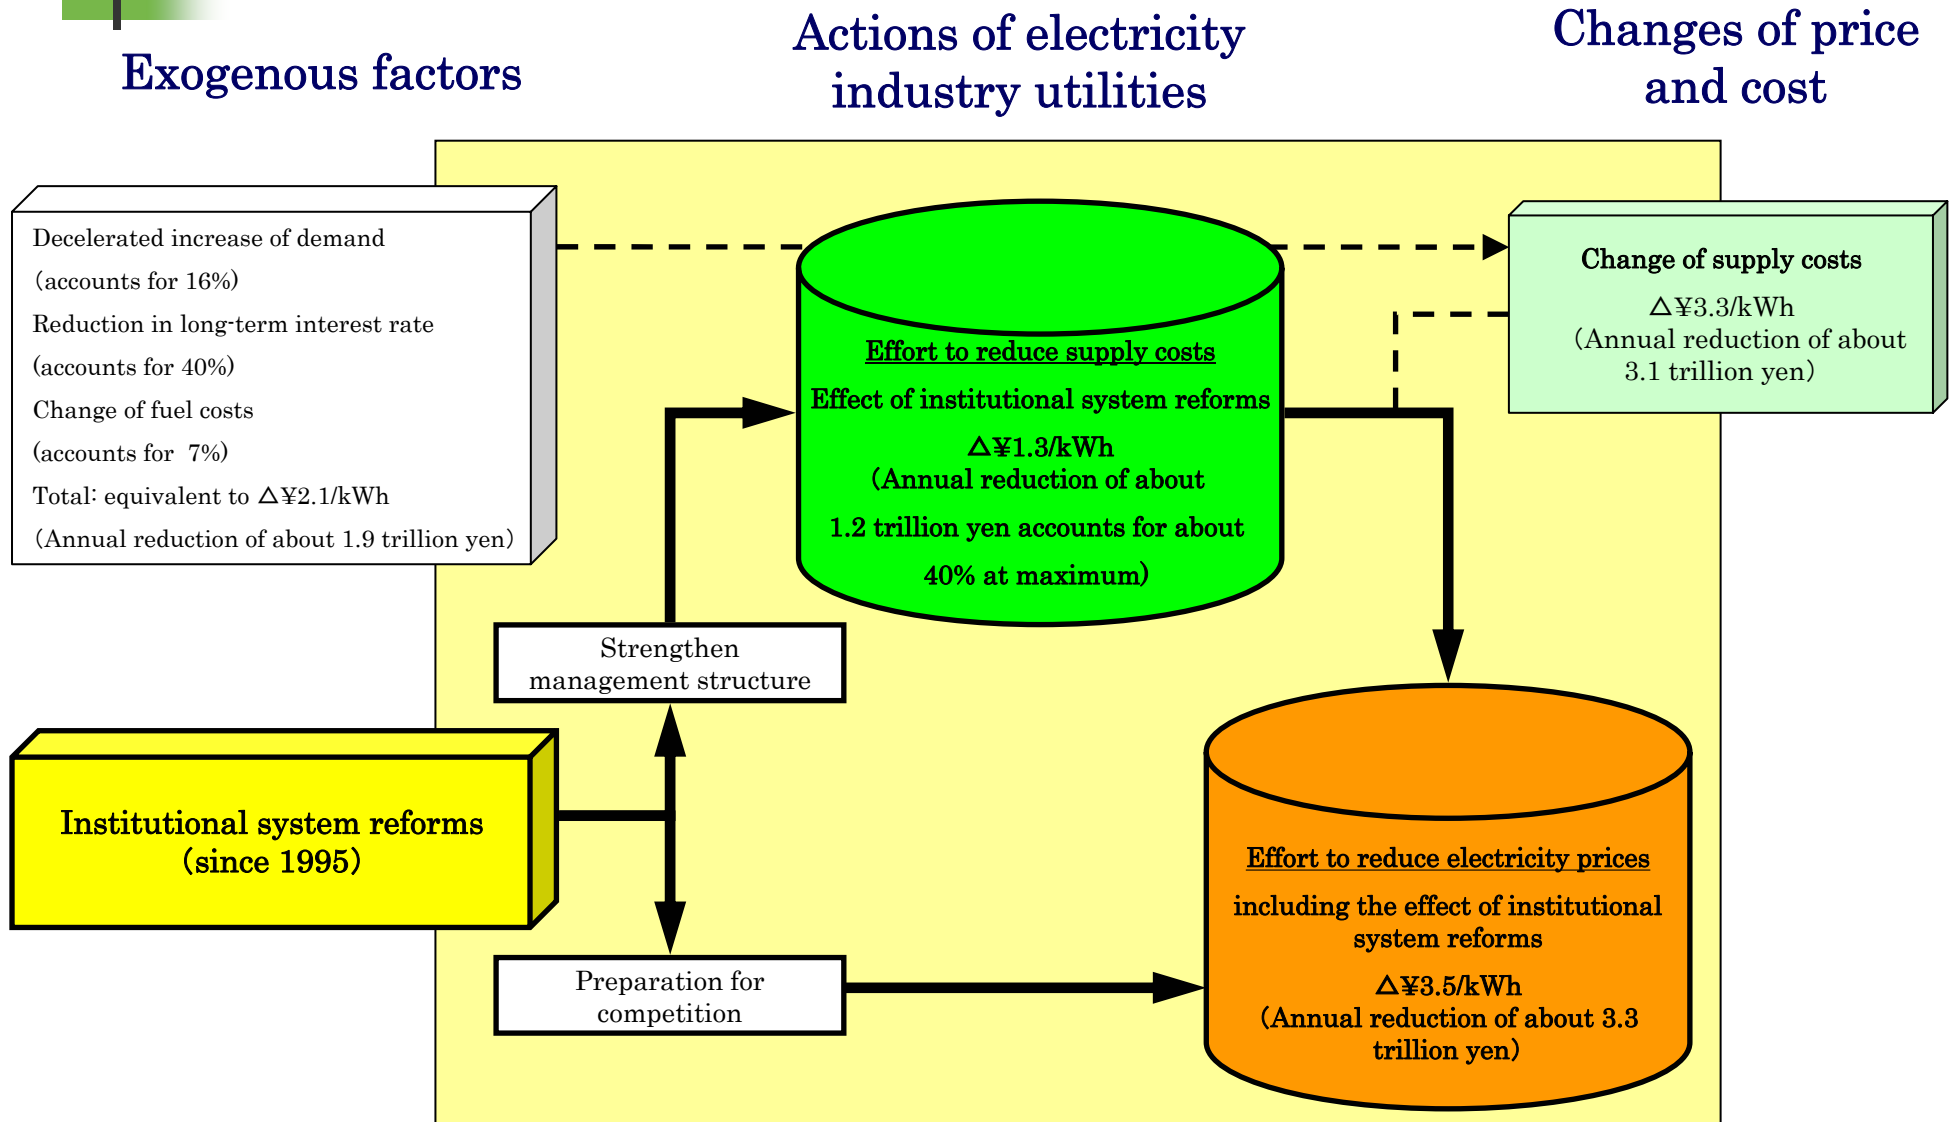 Exogenous factors
Actions of electricity
industry utilities
Changes of price
and cost
Decelerated increase of demand
(accounts for 16%)
Reduction in long-term interest rate
(accounts for 40%)
Change of fuel costs
(accounts for  7%)
Total: equivalent to △¥2.1/kWh
(Annual reduction of about 1.9 trillion yen)
Effort to reduce supply costs
Effect of institutional system reforms
△¥1.3/kWh
(Annual reduction of about
1.2 trillion yen accounts for about
40% at maximum)
Change of supply costs
△¥3.3/kWh
(Annual reduction of about
3.1 trillion yen)
Strengthen
management structure
Institutional system reforms
(since 1995)
Preparation for
competition
Effort to reduce electricity prices
including the effect of institutional
system reforms
△¥3.5/kWh
(Annual reduction of about 3.3
trillion yen)